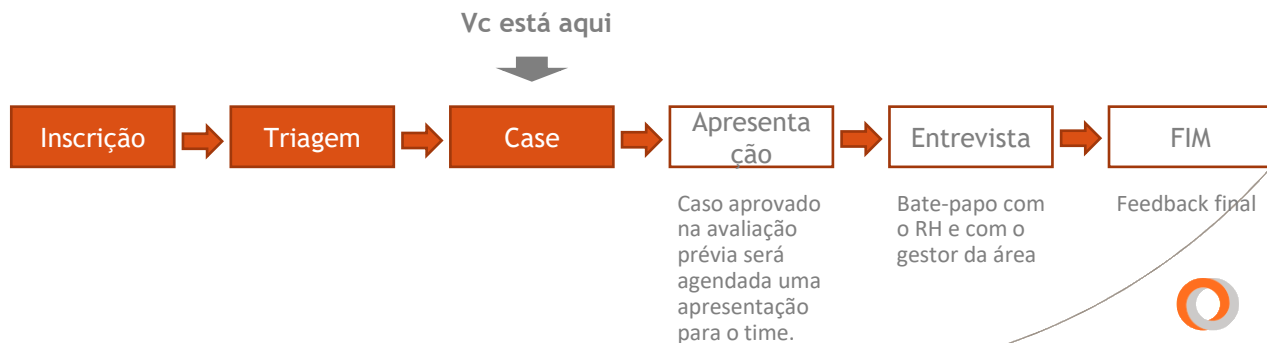 Vc está aqui
Inscrição
Triagem
Case
Apresenta
ção
Entrevista
FIM
Caso aprovado
na avaliação
prévia será
agendada uma
apresentação
para o time.
Bate-papo com
o RH e com o
gestor da área
Feedback final